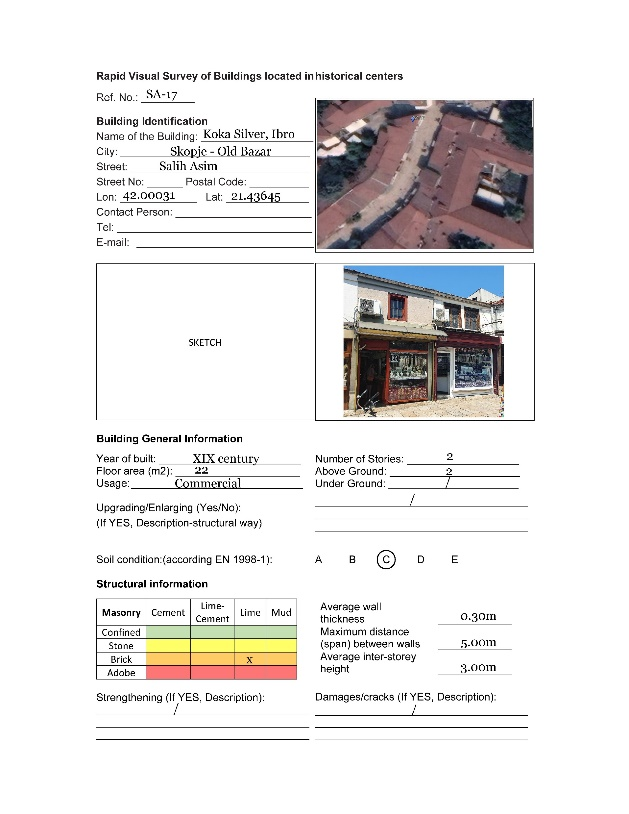 Rapid Visual Survey of Buildings located in historical centers
Ref. No.: SA-17
Building Identification
Name of the Building: Koka Silver, Ibro
City: Skopje - Old Bazar
Street: Salih Asim
Street No: Postal Code:
Lon: 42.00031 Lat: 21.43645
Contact Person:
Tel:
E-mail:
SKETCH
Building General Information
Year of built: XIX century
Floor area (m2): 22
Usage: Commercial
Number of Stories: 2
Above Ground: 2
Under Ground: /
Upgrading/Enlarging (Yes/No): /
(If YES, Description-structural way)
Soil condition:(according EN 1998-1): A B C D E
Structural information
Masonry Cement Lime-Cement Lime Mud
Confined
Stone
Brick x
Adobe
Average wall
thickness 0.30m
Maximum distance
(span) between walls 5.00m
Average inter-storey
height 3.00m
Strengthening (If YES, Description):
/
Damages/cracks (If YES, Description):
/